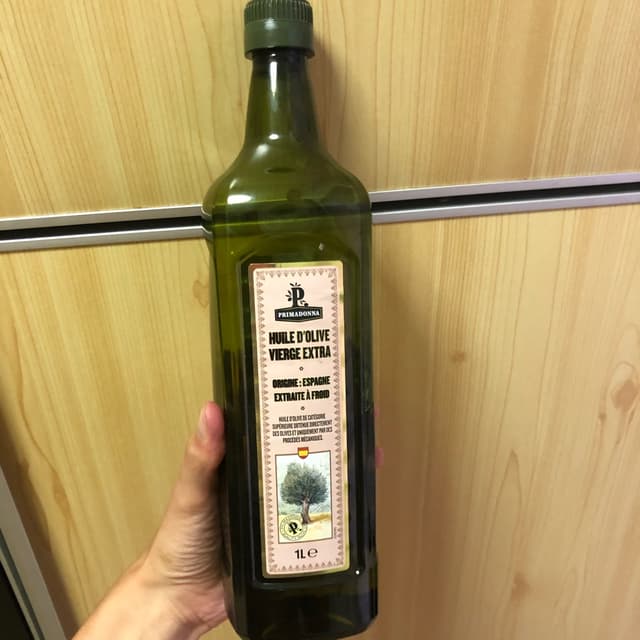 P
PRIMADONNA
HUILE D'OLIVE
VIERGE EXTRA
ORIGINE : ESPAGNE
EXTRAITE À FROID
HUILE D'OLIVE DE CATÉGORIE
SUPÉRIEURE OBTENUE DIRECTEMENT
DES OLIVES ET UNIQUEMENT PAR DES
PROCÉDÉS MÉCANIQUES.
1L ℮